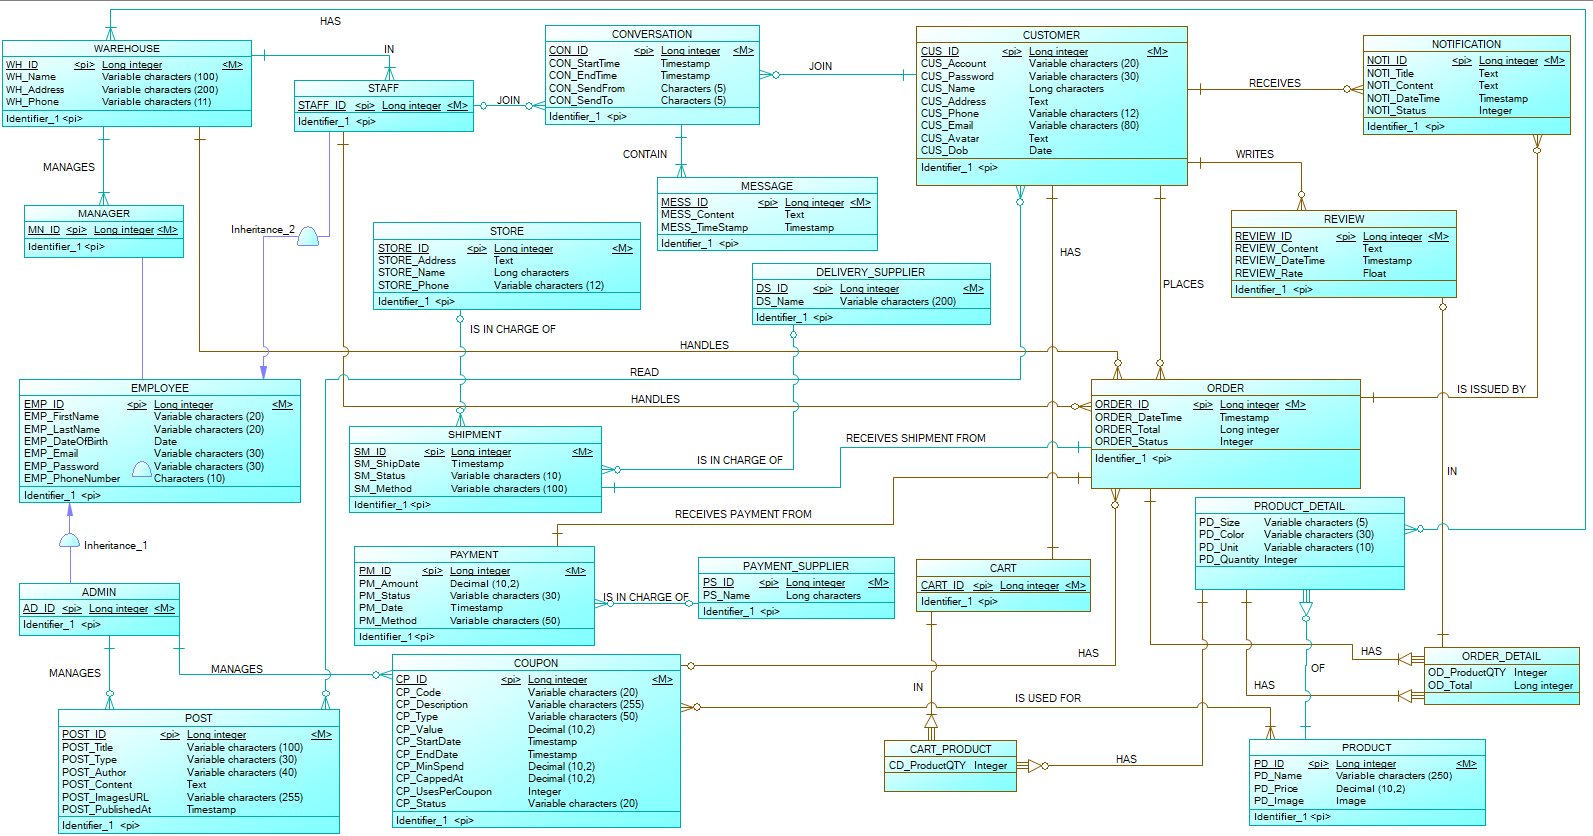 HAS
WAREHOUSE
WH_ID <pi> Long integer <M>
WH_Name Variable characters (100)
WH_Address Variable characters (200)
WH_Phone Variable characters (11)
Identifier_1 <pi>
IN
STAFF
STAFF_ID <pi> Long integer <M>
Identifier_1 <pi>
JOIN
CONVERSATION
CON_ID <pi> Long integer <M>
CON_StartTime Timestamp
CON_EndTime Timestamp
CON_SendFrom Characters (5)
CON_SendTo Characters (5)
Identifier_1 <pi>
JOIN
CUSTOMER
CUS_ID <pi> Long integer <M>
CUS_Account Variable characters (20)
CUS_Password Variable characters (30)
CUS_Name Long characters
CUS_Address Text
CUS_Phone Variable characters (12)
CUS_Email Variable characters (80)
CUS_Avatar Text
CUS_Dob Date
Identifier_1 <pi>
RECEIVES
NOTIFICATION
NOTI_ID <pi> Long integer <M>
NOTI_Title Text
NOTI_Content Text
NOTI_DateTime Timestamp
NOTI_Status Integer
Identifier_1 <pi>
MANAGES
CONTAIN
WRITES
MANAGER
MN_ID <pi> Long integer <M>
Identifier_1 <pi>
Inheritance_2
MESSAGE
MESS_ID <pi> Long integer <M>
MESS_Content Text
MESS_TimeStamp Timestamp
Identifier_1 <pi>
REVIEW
REVIEW_ID <pi> Long integer <M>
REVIEW_Content Text
REVIEW_DateTime Timestamp
REVIEW_Rate Float
Identifier_1 <pi>
STORE
STORE_ID <pi> Long integer <M>
STORE_Address Text
STORE_Name Long characters
STORE_Phone Variable characters (12)
Identifier_1 <pi>
HAS
PLACES
DELIVERY_SUPPLIER
DS_ID <pi> Long integer <M>
DS_Name Variable characters (200)
Identifier_1 <pi>
IS IN CHARGE OF
HANDLES
READ
HANDLES
IS ISSUED BY
EMPLOYEE
EMP_ID <pi> Long integer <M>
EMP_FirstName Variable characters (20)
EMP_LastName Variable characters (20)
EMP_DateOfBirth Date
EMP_Email Variable characters (30)
EMP_Password Variable characters (30)
EMP_PhoneNumber Characters (10)
Identifier_1 <pi>
ORDER
ORDER_ID <pi> Long integer <M>
ORDER_DateTime Timestamp
ORDER_Total Long integer
ORDER_Status Integer
Identifier_1 <pi>
SHIPMENT
SM_ID <pi> Long integer <M>
SM_ShipDate Timestamp
SM_Status Variable characters (10)
SM_Method Variable characters (100)
Identifier_1 <pi>
RECEIVES SHIPMENT FROM
IS IN CHARGE OF
IN
RECEIVES PAYMENT FROM
PRODUCT_DETAIL
PD_Size Variable characters (5)
PD_Color Variable characters (30)
PD_Unit Variable characters (10)
PD_Quantity Integer
Inheritance_1
PAYMENT
PM_ID <pi> Long integer <M>
PM_Amount Decimal (10,2)
PM_Status Variable characters (30)
PM_Date Timestamp
PM_Method Variable characters (50)
Identifier_1 <pi>
IS IN CHARGE OF
PAYMENT_SUPPLIER
PS_ID <pi> Long integer <M>
PS_Name Long characters
Identifier_1 <pi>
CART
CART_ID <pi> Long integer <M>
Identifier_1 <pi>
ADMIN
AD_ID <pi> Long integer <M>
Identifier_1 <pi>
MANAGES
MANAGES
HAS
HAS
OF
HAS
ORDER_DETAIL
OD_ProductQTY Integer
OD_Total Long integer
COUPON
CP_ID <pi> Long integer <M>
CP_Code Variable characters (20)
CP_Description Variable characters (255)
CP_Type Variable characters (50)
CP_Value Decimal (10,2)
CP_StartDate Timestamp
CP_EndDate Timestamp
CP_MinSpend Decimal (10,2)
CP_CappedAt Decimal (10,2)
CP_UsesPerCoupon Integer
CP_Status Variable characters (20)
Identifier_1 <pi>
IN
IS USED FOR
POST
POST_ID <pi> Long integer <M>
POST_Title Variable characters (100)
POST_Type Variable characters (30)
POST_Author Variable characters (40)
POST_Content Text
POST_ImagesURL Variable characters (255)
POST_PublishedAt Timestamp
Identifier_1 <pi>
CART_PRODUCT
CD_ProductQTY Integer
HAS
PRODUCT
PD_ID <pi> Long integer <M>
PD_Name Variable characters (250)
PD_Price Decimal (10,2)
PD_Image Image
Identifier_1 <pi>